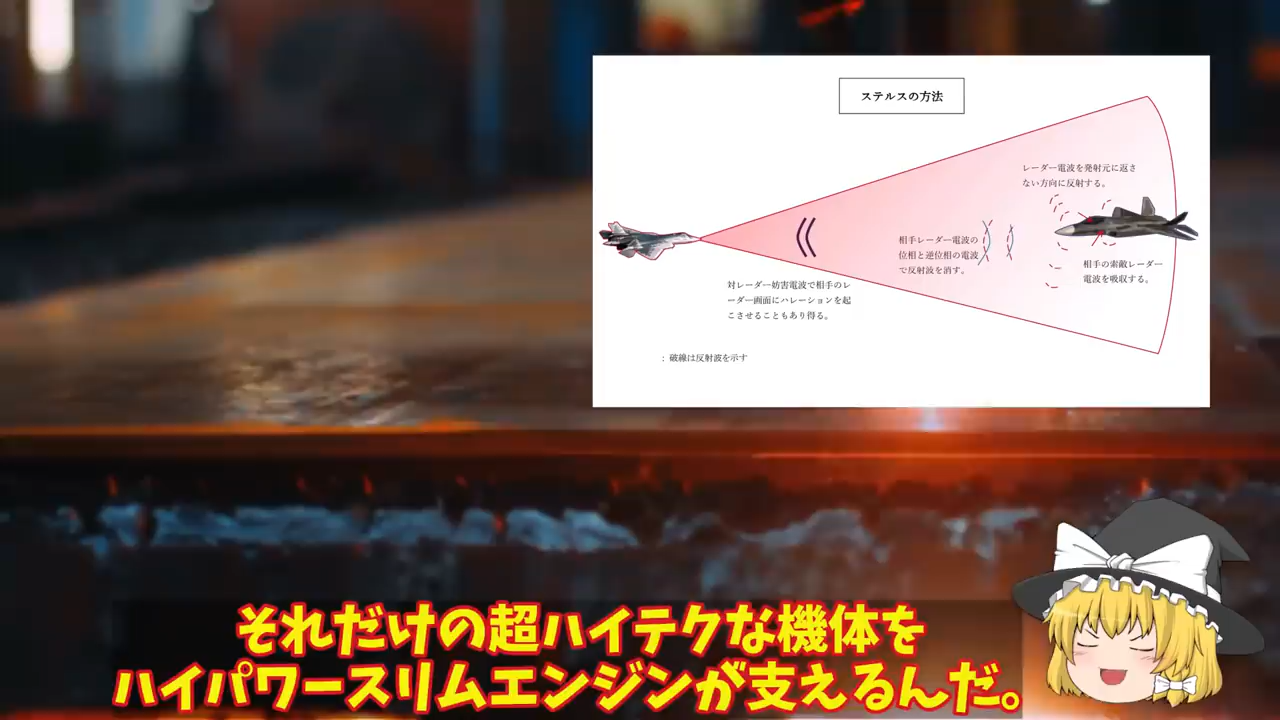 ステルスの方法
レーダー電波を発射元に返さ
ない方向に反射する。
相手レーダー電波の
位相と逆位相の電波
で反射波を消す。
相手の索敵レーダー
電波を吸収する。
対レーダー妨害電波で相手のレ
ーダー画面にハレーションを起
こさせることもあり得る。
：破線は反射波を示す
それだけの超ハイテクな機体を
ハイパワースリムエンジンが支えるんだ。